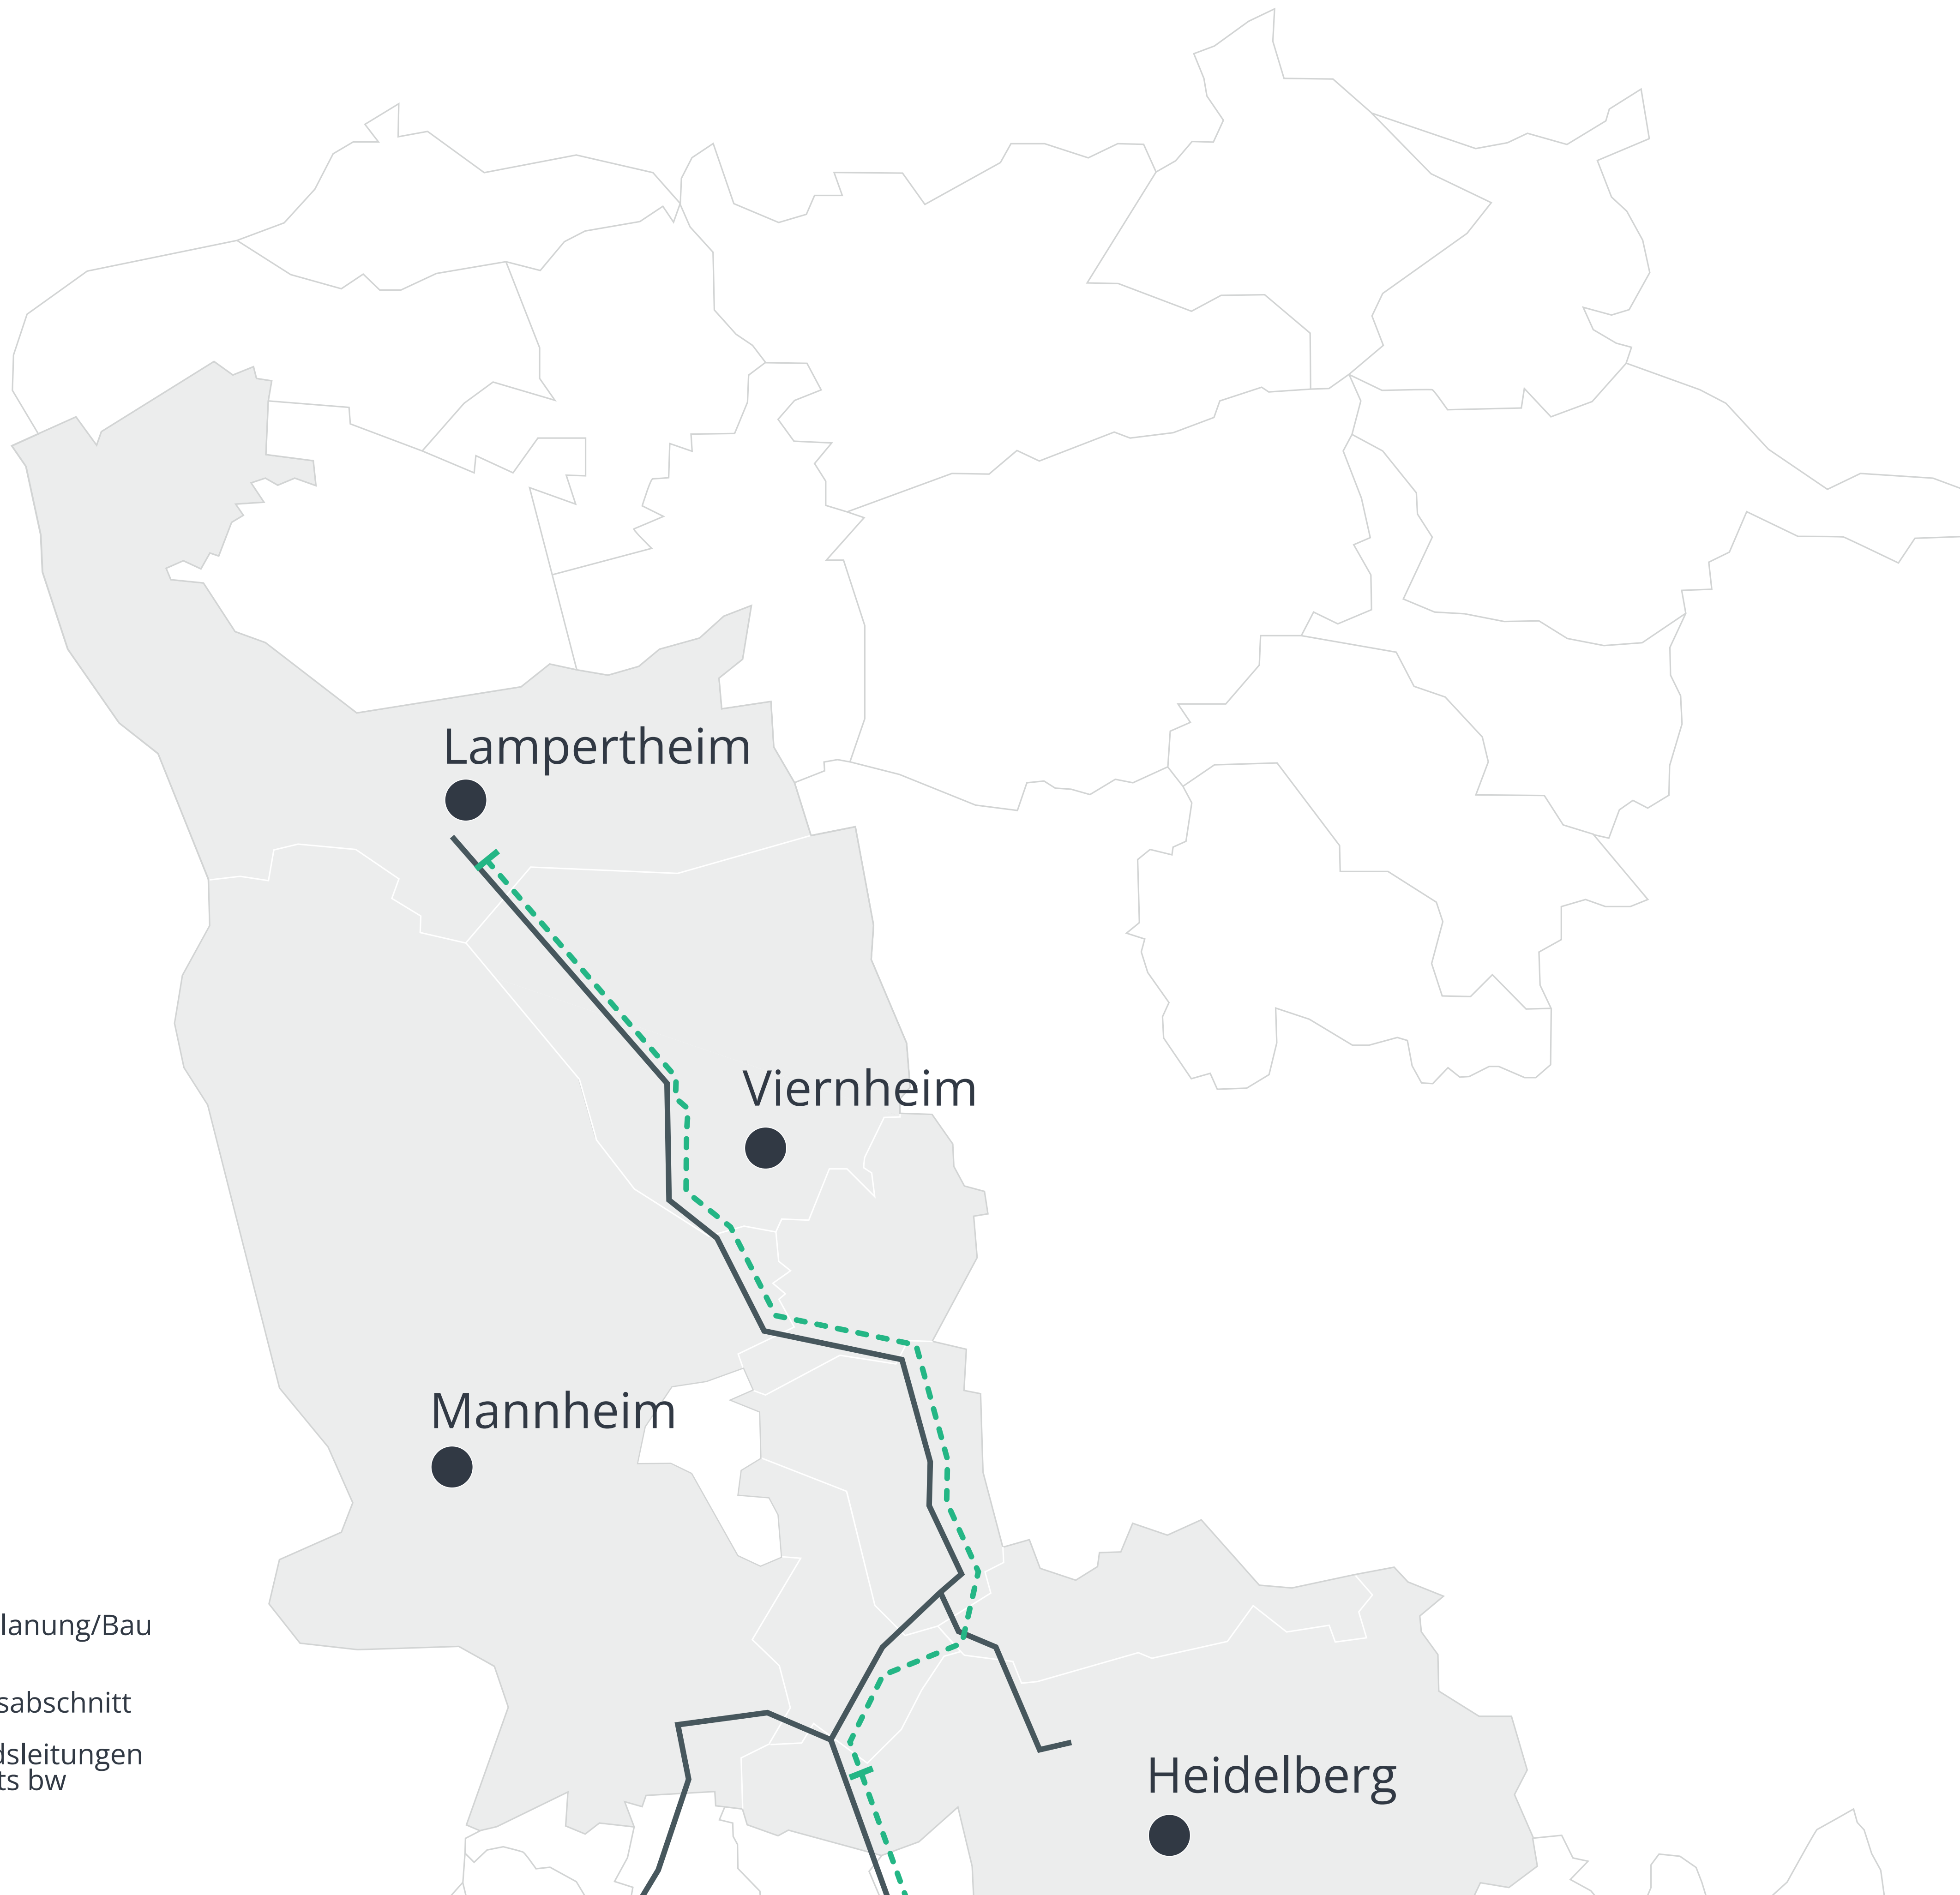 Lampertheim
Viernheim
Mannheim
lanung/Bau
sabschnitt
dsleitungen
ts bw
Heidelberg